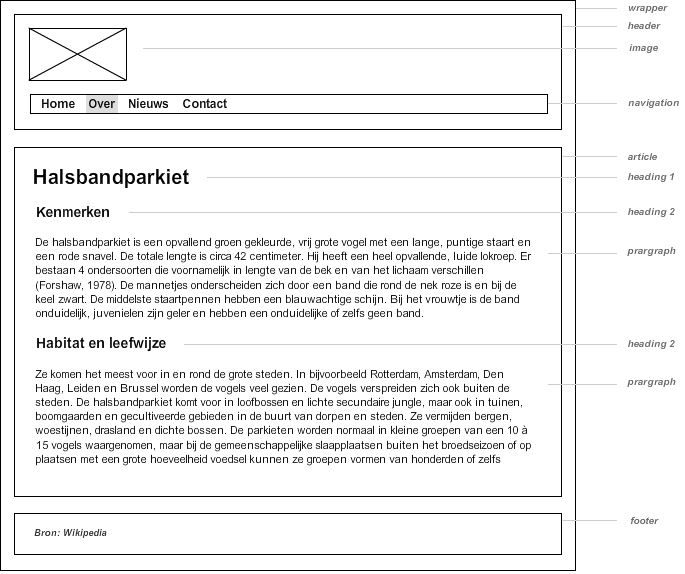 wrapper
header
image
Home Over Nieuws Contact
navigation
article
Halsbandparkiet
heading 1
Kenmerken
heading 2
De halsbandparkiet is een opvallend groen gekleurde, vrij grote vogel met een lange, puntige staart en
een rode snavel. De totale lengte is circa 42 centimeter. Hij heeft een heel opvallende, luide lokroep. Er
bestaan 4 ondersoorten die voornamelijk in lengte van de bek en van het lichaam verschillen
(Forshaw, 1978). De mannetjes onderscheiden zich door een band die rond de nek roze is en bij de
keel zwart. De middelste staartpennen hebben een blauwachtige schijn. Bij het vrouwtje is de band
onduidelijk, juvenielen zijn geler en hebben een onduidelijke of zelfs geen band.
prargraph
Habitat en leefwijze
heading 2
Ze komen het meest voor in en rond de grote steden. In bijvoorbeeld Rotterdam, Amsterdam, Den
Haag, Leiden en Brussel worden de vogels veel gezien. De vogels verspreiden zich ook buiten de
steden. De halsbandparkiet komt voor in loofbossen en lichte secundaire jungle, maar ook in tuinen,
boomgaarden en gecultiveerde gebieden in de buurt van dorpen en steden. Ze vermijden bergen,
woestijnen, drasland en dichte bossen. De parkieten worden normaal in kleine groepen van een 10 à
15 vogels waargenomen, maar bij de gemeenschappelijke slaapplaatsen buiten het broedseizoen of op
plaatsen met een grote hoeveelheid voedsel kunnen ze groepen vormen van honderden of zelfs
prargraph
footer
Bron: Wikipedia